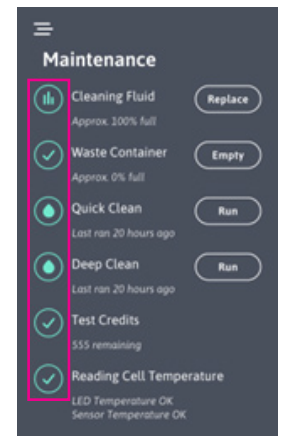 Maintenance
Cleaning Fluid
Replace
Approx. 100% full
Waste Container
Empty
Approx. 0% full
Quick Clean
Run
Last ran 20 hours ago
Deep Clean
Run
Last ran 20 hours ago
Test Credits
555 remaining
Reading Cell Temperature
LED Temperature OK
Sensor Temperature OK